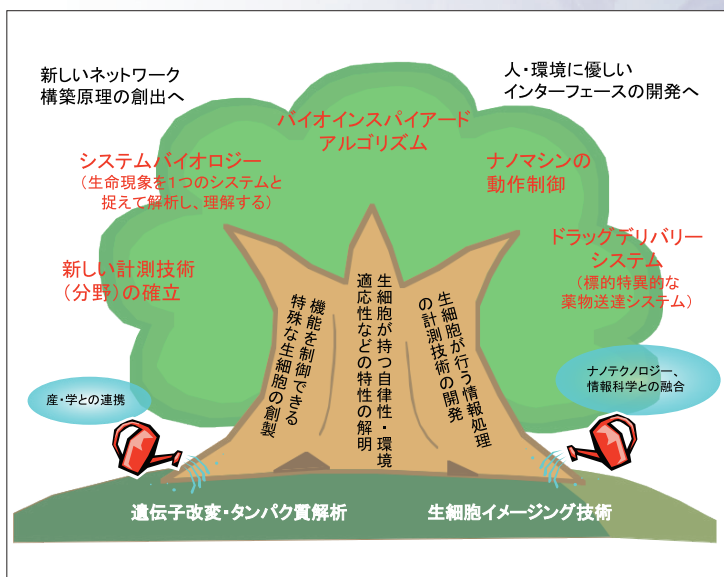 新しいネットワーク
構築原理の創出へ
人・環境に優しい
インターフェースの開発へ
バイオインスパイアード
アルゴリズム
システムバイオロジー
(生命現象を1つのシステムと
捉えて解析し、理解する)
ナノマシンの
動作制御
新しい計測技術
(分野)の確立
ドラッグデリバリー
システム
(標的特異的な
薬物送達システム)
機能を制御できる
特殊な生細胞の創製
生細胞が持つ自律性・環境
適応性などの特性の解明
生細胞が行う情報処理
の計測技術の開発
産・学との連携
ナノテクノロジー、
情報科学との融合
遺伝子改変・タンパク質解析
生細胞イメージング技術